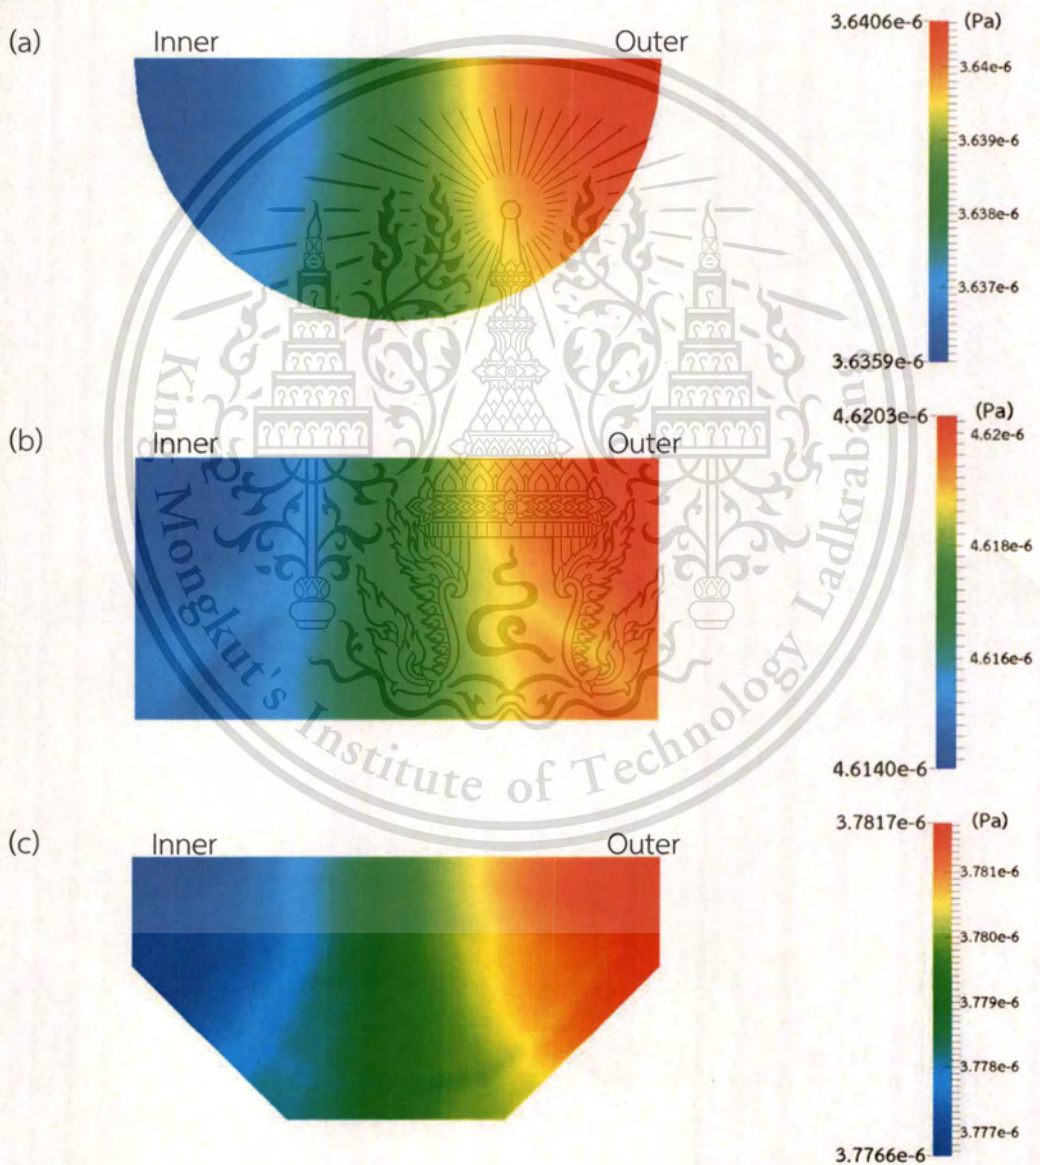 (a)
Inner
Outer
3.6406e-6
(Pa)
3.64e-6
3.639e-6
3.638e-6
3.637e-6
3.6359e-6
(b)
Inner
Outer
4.6203e-6
(Pa)
4.62e-6
4.618e-6
4.616e-6
4.6140e-6
(c)
Inner
Outer
3.7817e-6
(Pa)
3.781e-6
3.780e-6
3.779e-6
3.778e-6
3.777e-6
3.7766e-6
King Mongkut's Institute of Technology Ladkrabang